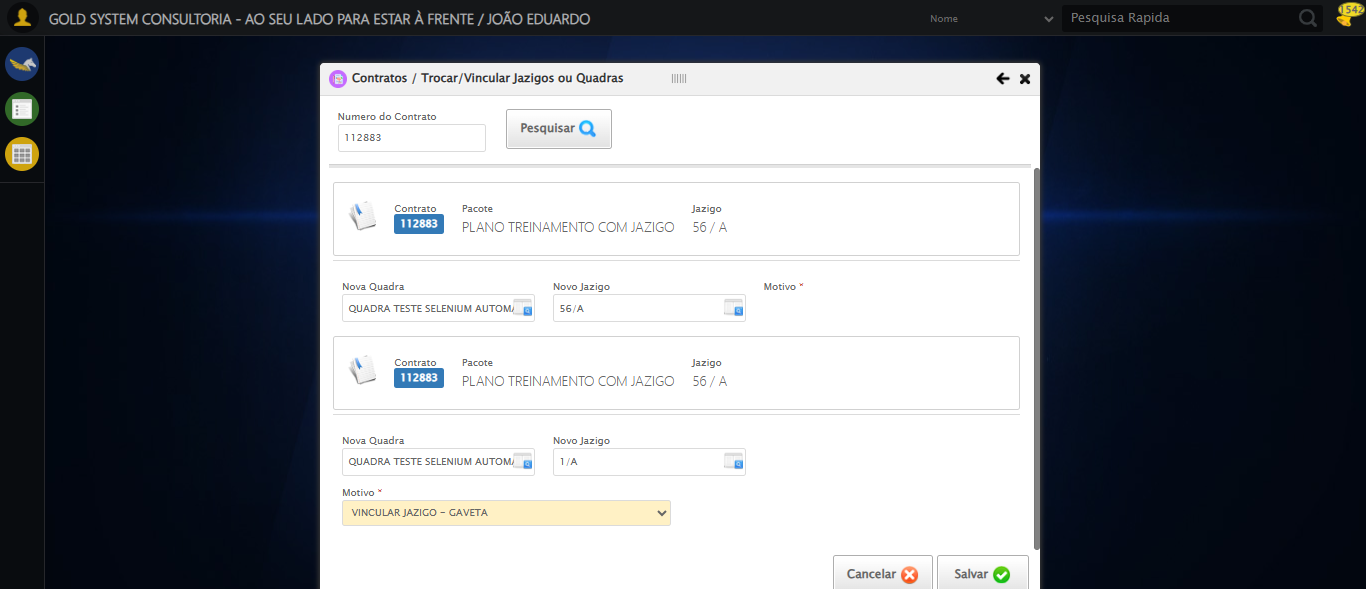 GOLD SYSTEM CONSULTORIA - AO SEU LADO PARA ESTAR À FRENTE / JOÃO EDUARDO
Nome
Pesquisa Rapida
1542
Contratos / Trocar/Vincular Jazigos ou Quadras
Numero do Contrato
112883
Pesquisar
Contrato Pacote Jazigo
112883 PLANO TREINAMENTO COM JAZIGO 56 / A
Nova Quadra Novo Jazigo Motivo *
QUADRA TESTE SELENIUM AUTOMA 56/A
Contrato Pacote Jazigo
112883 PLANO TREINAMENTO COM JAZIGO 56 / A
Nova Quadra Novo Jazigo
QUADRA TESTE SELENIUM AUTOMA 1/A
Motivo *
VINCULAR JAZIGO - GAVETA
Cancelar Salvar